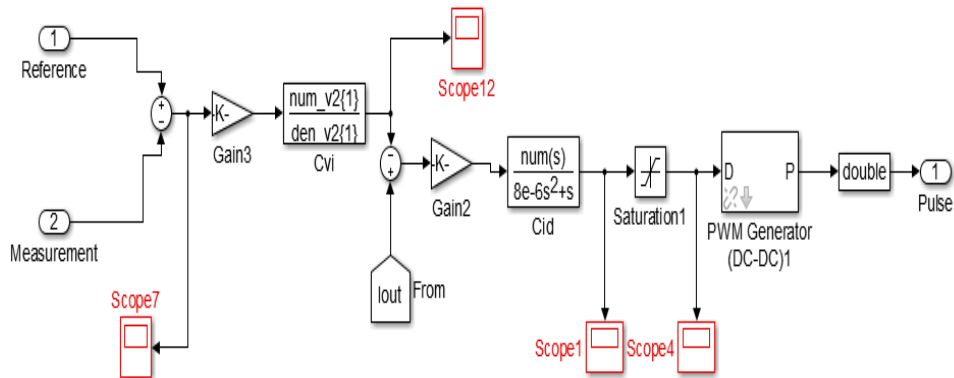 1
Reference
2
Measurement
+
−
-K-
Gain3
num_v2{1}
den_v2{1}
Cvi
Scope12
Scope7
−
+
-K-
Gain2
Iout
From
num(s)
8e-6s²+s
Cid
Saturation1
Scope1
Scope4
D
P
PWM Generator
(DC-DC)1
double
1
Pulse